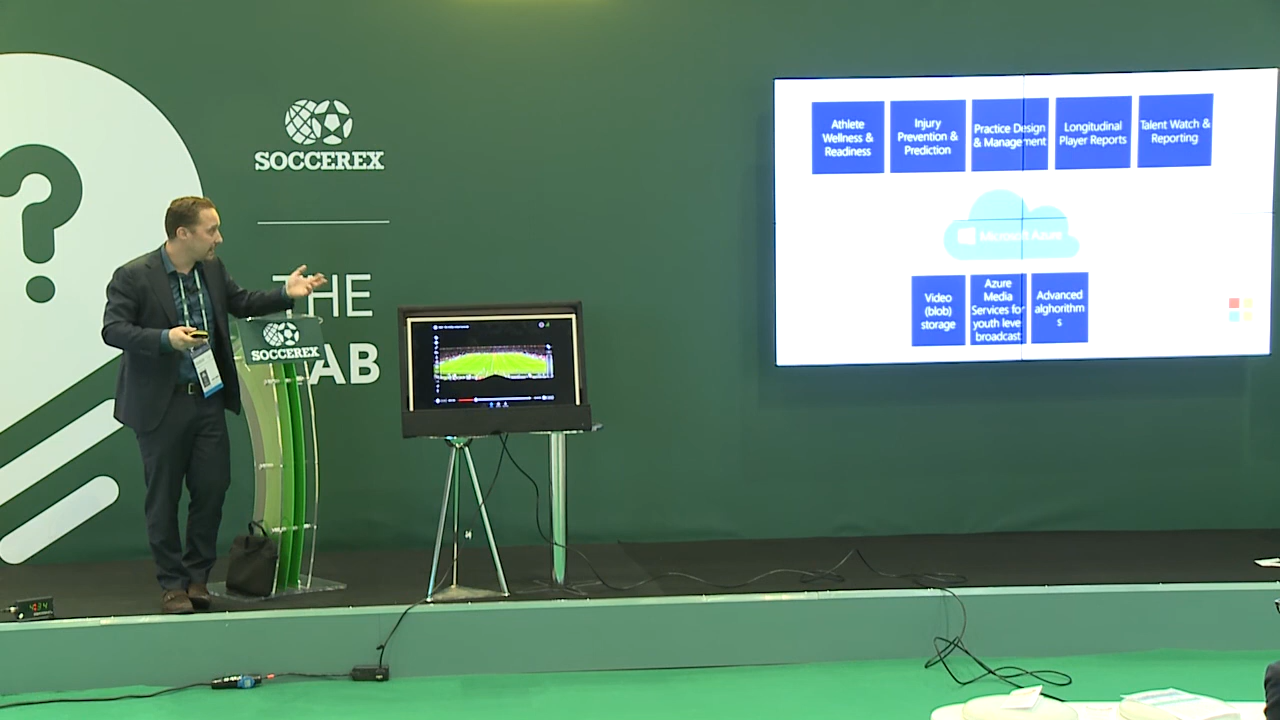 ?
SOCCEREX
THE
AB
SOCCEREX
Athlete
Wellness &
Readiness
Injury
Prevention &
Prediction
Practice Design
& Management
Longitudinal
Player Reports
Talent Watch &
Reporting
Microsoft Azure
Video
(blob)
storage
Azure
Media
Services for
youth level
broadcast
Advanced
alghorithm
s